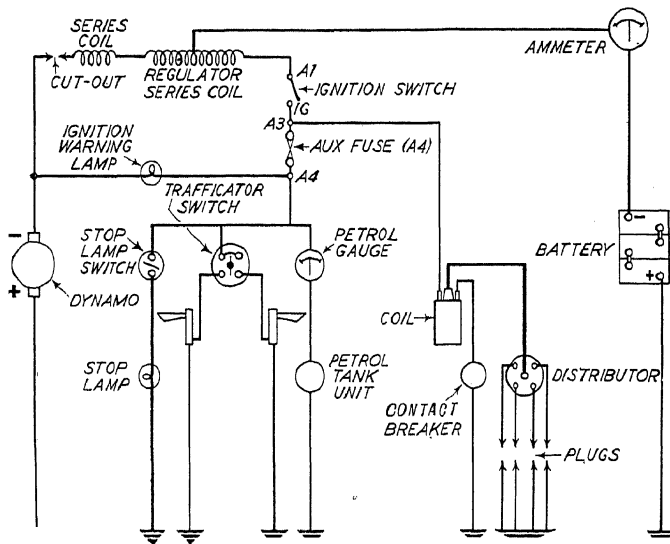 SERIES
COIL
CUT-OUT
REGULATOR
SERIES COIL
A1
IGNITION SWITCH
IG
A3
AUX FUSE (A4)
A4
AMMETER
IGNITION
WARNING
LAMP
TRAFFICATOR
SWITCH
STOP
LAMP
SWITCH
PETROL
GAUGE
-
BATTERY
+
-
+
DYNAMO
COIL
STOP
LAMP
PETROL
TANK
UNIT
CONTACT
BREAKER
DISTRIBUTOR
PLUGS